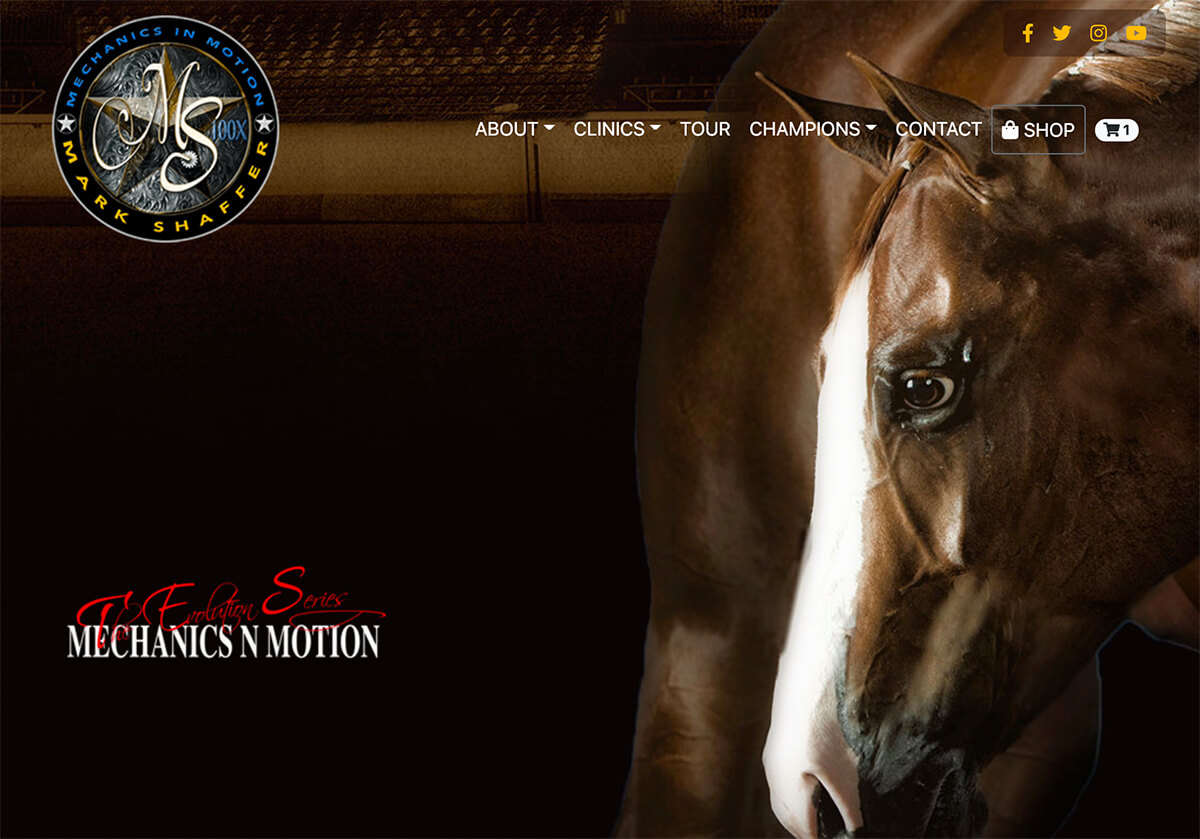 MECHANICS IN MOTION
MS
100X
MARK SHAFFER
ABOUT
CLINICS
TOUR
CHAMPIONS
CONTACT
SHOP
1
The Evolution Series
MECHANICS N MOTION